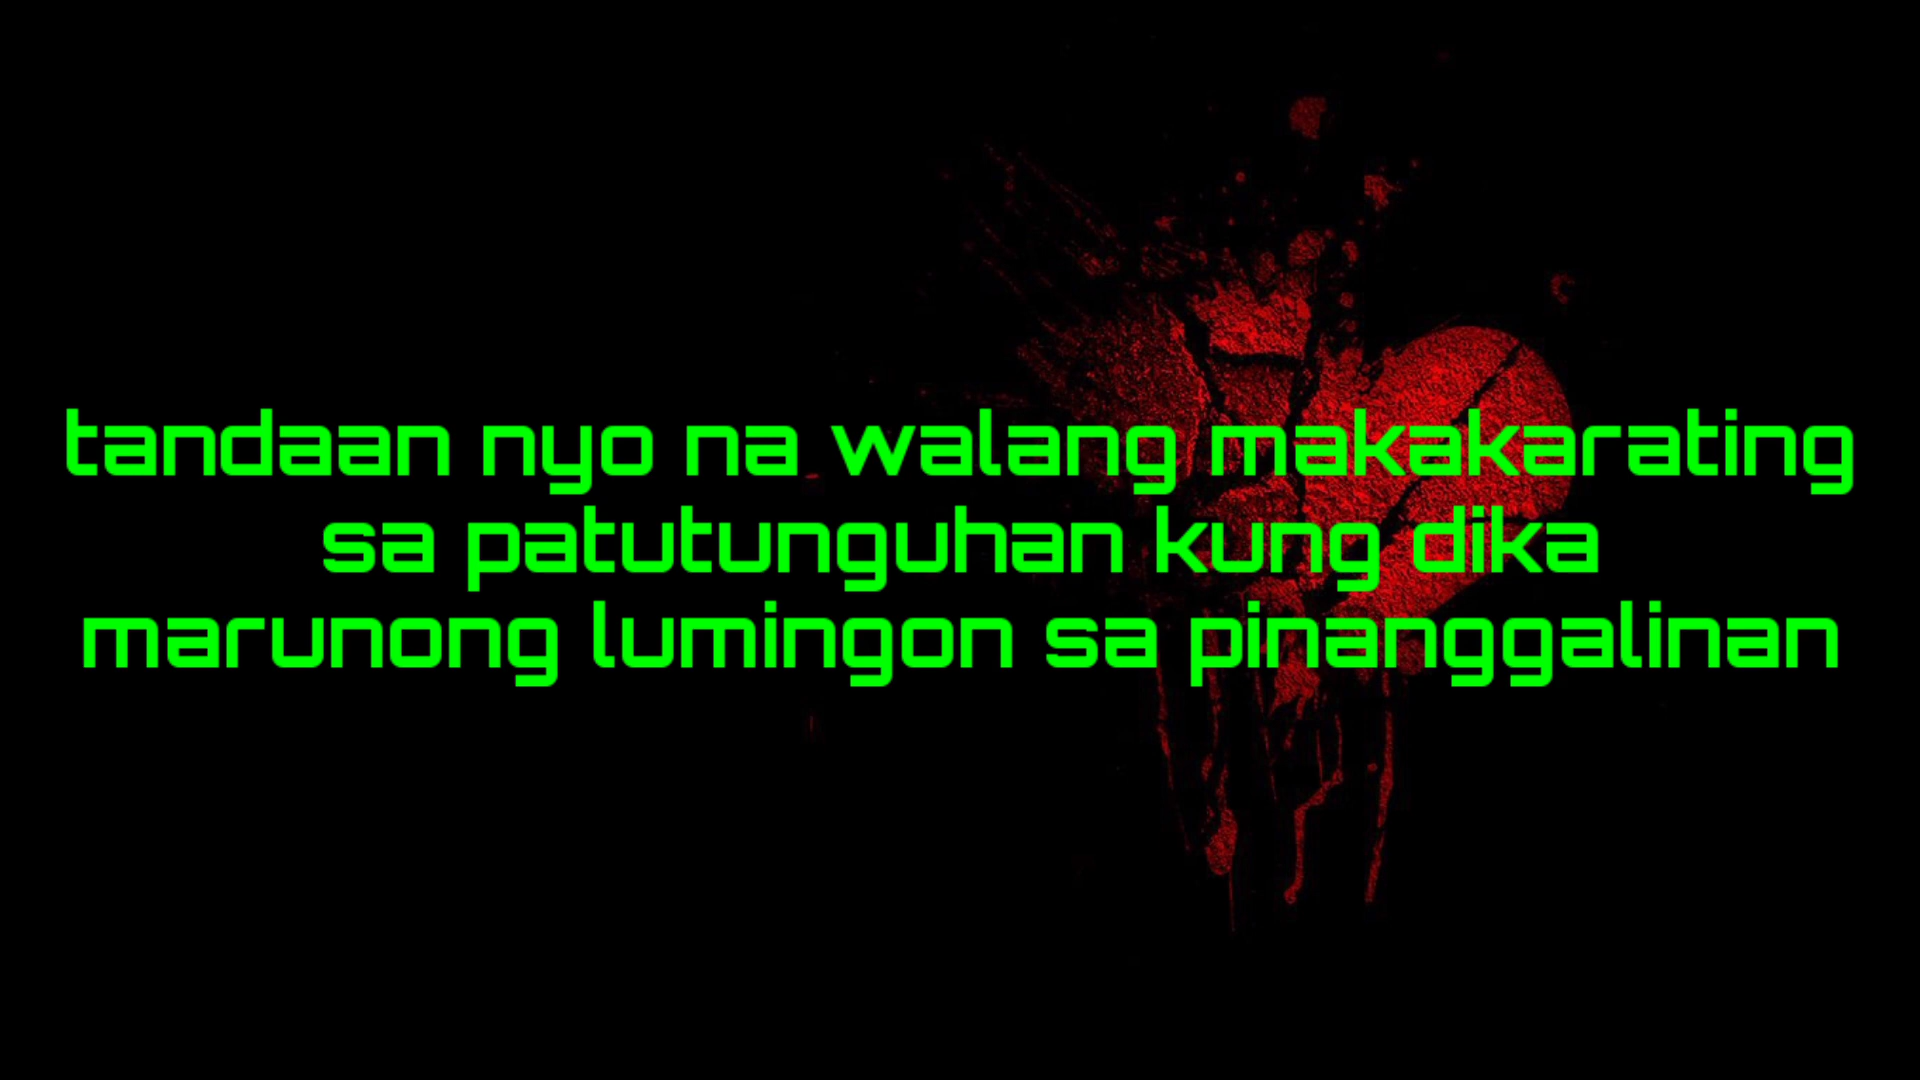 tandaan nyo na walang makakarating
sa patutunguhan kung dika
marunong lumingon sa pinanggalinan